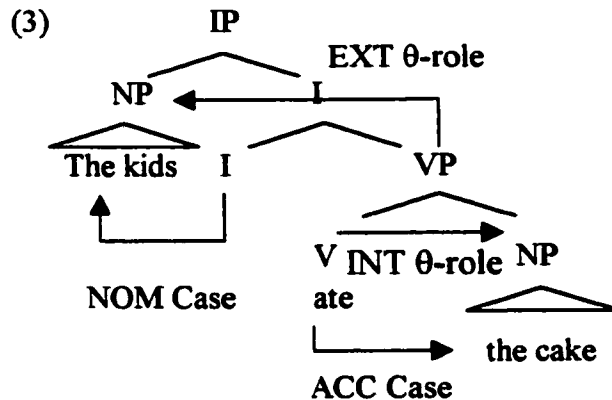 (3) IP
EXT θ-role
NP I
The kids I VP
V INT θ-role NP
NOM Case ate
the cake
ACC Case